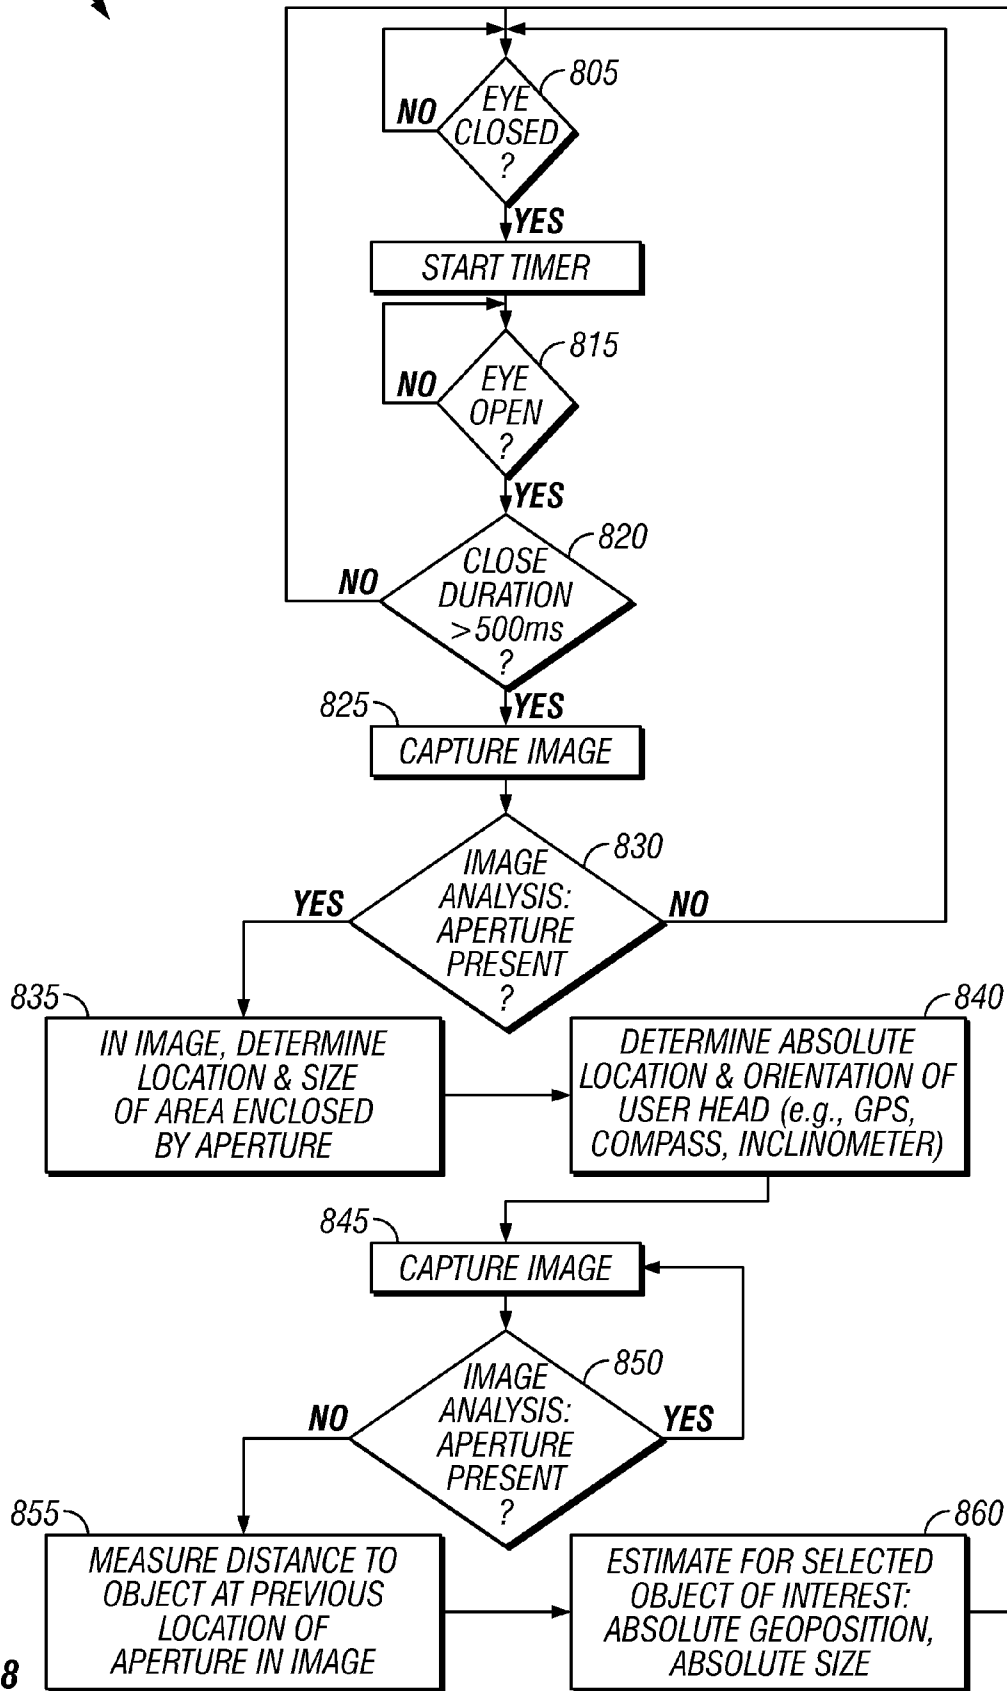 805
EYE
CLOSED
?
NO
YES
START TIMER
815
EYE
OPEN
?
NO
YES
820
CLOSE
DURATION
>500ms
?
NO
YES
825
CAPTURE IMAGE
830
IMAGE
ANALYSIS:
APERTURE
PRESENT
?
YES
NO
835
IN IMAGE, DETERMINE
LOCATION & SIZE
OF AREA ENCLOSED
BY APERTURE
840
DETERMINE ABSOLUTE
LOCATION & ORIENTATION OF
USER HEAD (e.g., GPS,
COMPASS, INCLINOMETER)
845
CAPTURE IMAGE
850
IMAGE
ANALYSIS:
APERTURE
PRESENT
?
NO
YES
855
MEASURE DISTANCE TO
OBJECT AT PREVIOUS
LOCATION OF
APERTURE IN IMAGE
860
ESTIMATE FOR SELECTED
OBJECT OF INTEREST:
ABSOLUTE GEOPOSITION,
ABSOLUTE SIZE
8